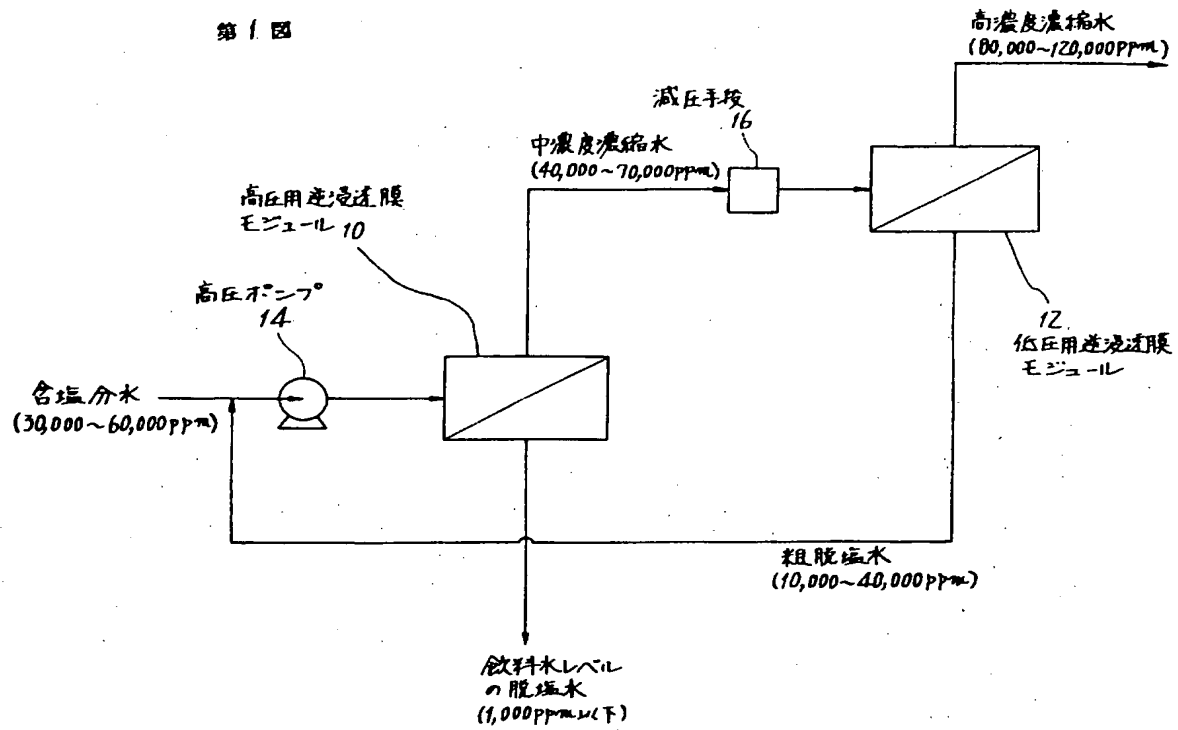 第1図
高濃度濃縮水
(80,000~120,000ppm)
減圧手段
16
中濃度濃縮水
(40,000~70,000ppm)
高圧用逆浸透膜
モジュール 10
高圧ポンプ
14
12
低圧用逆浸透膜
モジュール
含塩分水
(30,000~60,000ppm)
粗脱塩水
(10,000~40,000ppm)
飲料水レベル
の脱塩水
(1,000ppm以下)